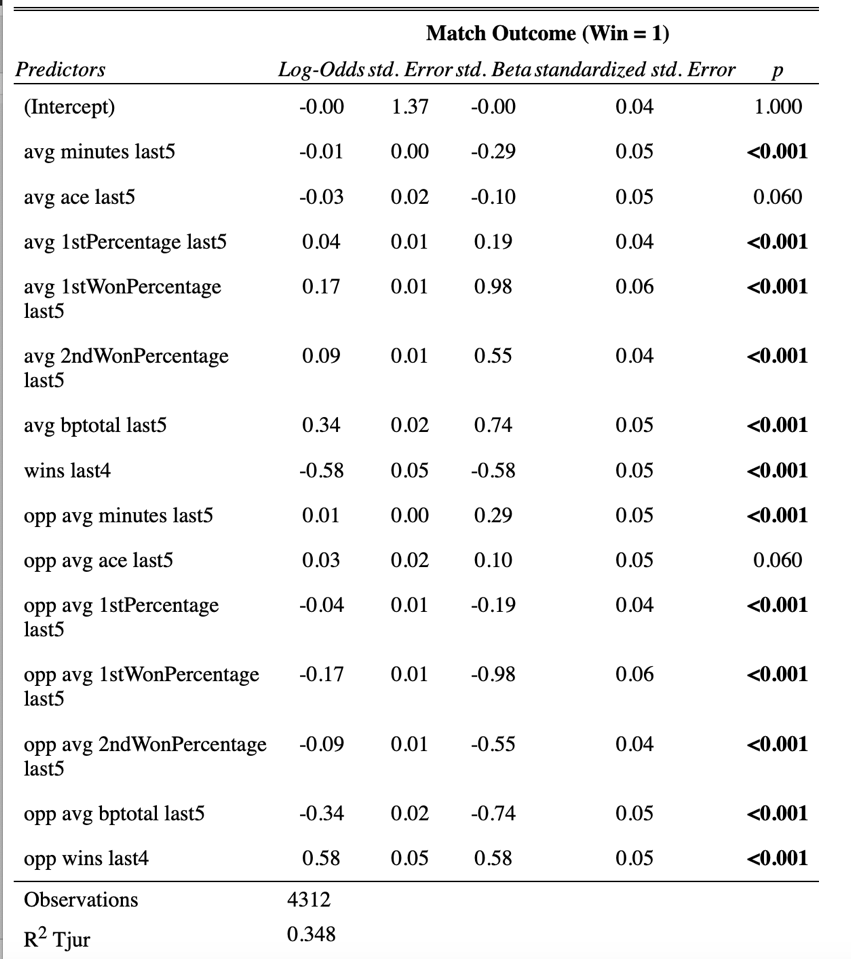 Match Outcome (Win = 1)
Predictors Log-Odds std. Error std. Beta standardized std. Error p
(Intercept) -0.00 1.37 -0.00 0.04 1.000
avg minutes last5 -0.01 0.00 -0.29 0.05 <0.001
avg ace last5 -0.03 0.02 -0.10 0.05 0.060
avg 1stPercentage last5 0.04 0.01 0.19 0.04 <0.001
avg 1stWonPercentage 0.17 0.01 0.98 0.06 <0.001
last5
avg 2ndWonPercentage 0.09 0.01 0.55 0.04 <0.001
last5
avg bptotal last5 0.34 0.02 0.74 0.05 <0.001
wins last4 -0.58 0.05 -0.58 0.05 <0.001
opp avg minutes last5 0.01 0.00 0.29 0.05 <0.001
opp avg ace last5 0.03 0.02 0.10 0.05 0.060
opp avg 1stPercentage -0.04 0.01 -0.19 0.04 <0.001
last5
opp avg 1stWonPercentage -0.17 0.01 -0.98 0.06 <0.001
last5
opp avg 2ndWonPercentage -0.09 0.01 -0.55 0.04 <0.001
last5
opp avg bptotal last5 -0.34 0.02 -0.74 0.05 <0.001
opp wins last4 0.58 0.05 0.58 0.05 <0.001
Observations 4312
R² Tjur 0.348